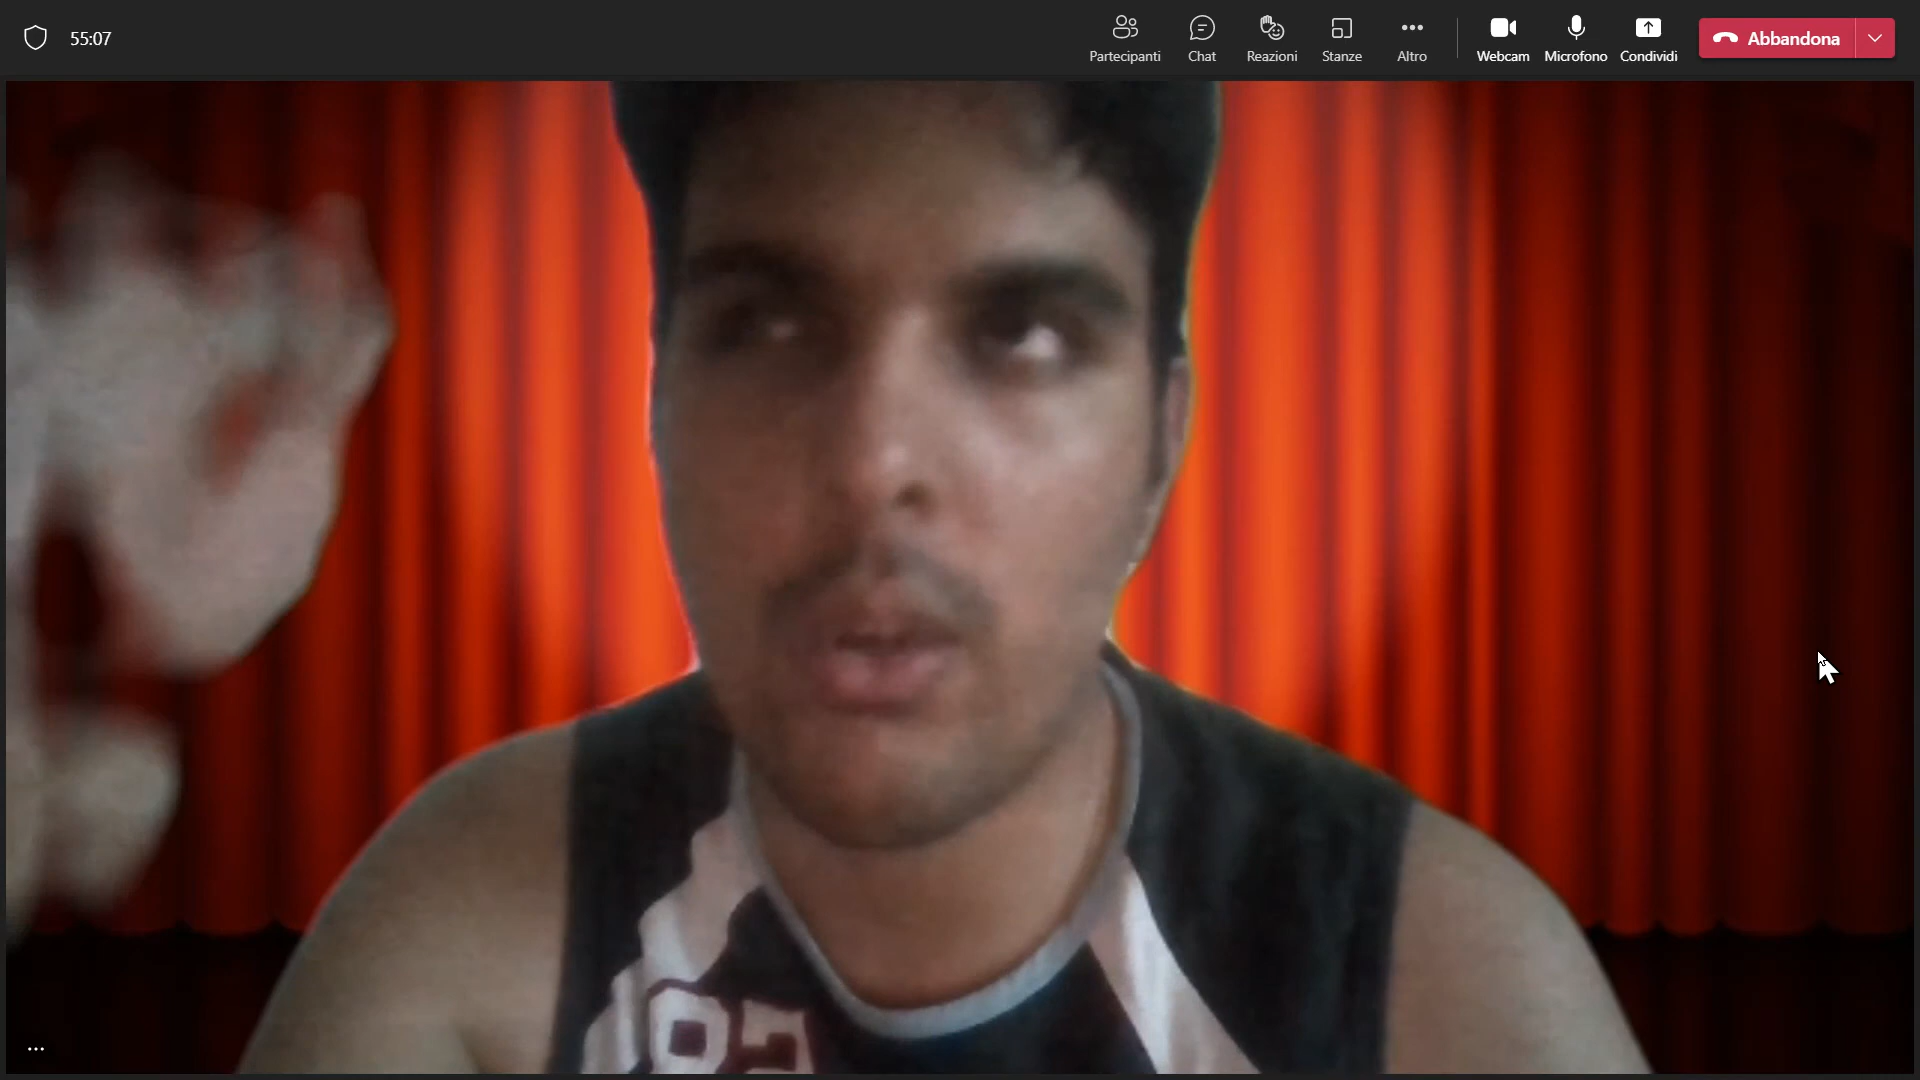 55:07
Partecipanti
Chat
Reazioni
Stanze
Altro
Webcam
Microfono
Condividi
Abbandona